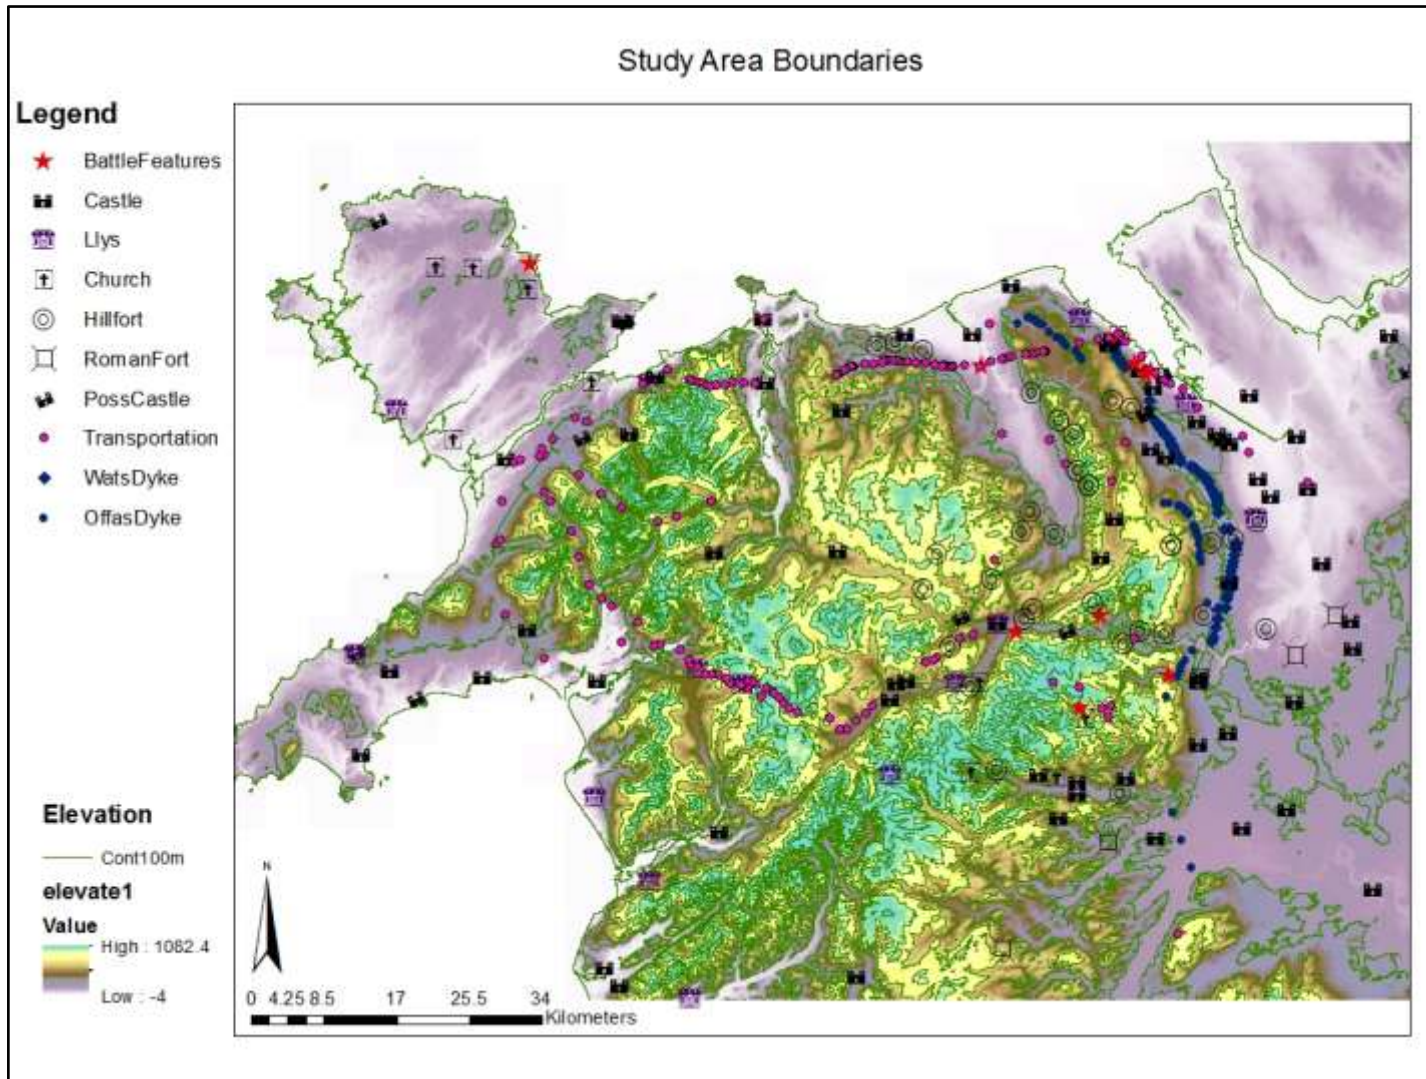 Study Area Boundaries
Legend
BattleFeatures
Castle
Llys
Church
Hillfort
RomanFort
PossCastle
Transportation
WatsDyke
OffasDyke
Elevation
Cont100m
elevate1
Value
High : 1082.4
Low : -4
N
0 4.25 8.5 17 25.5 34
Kilometers